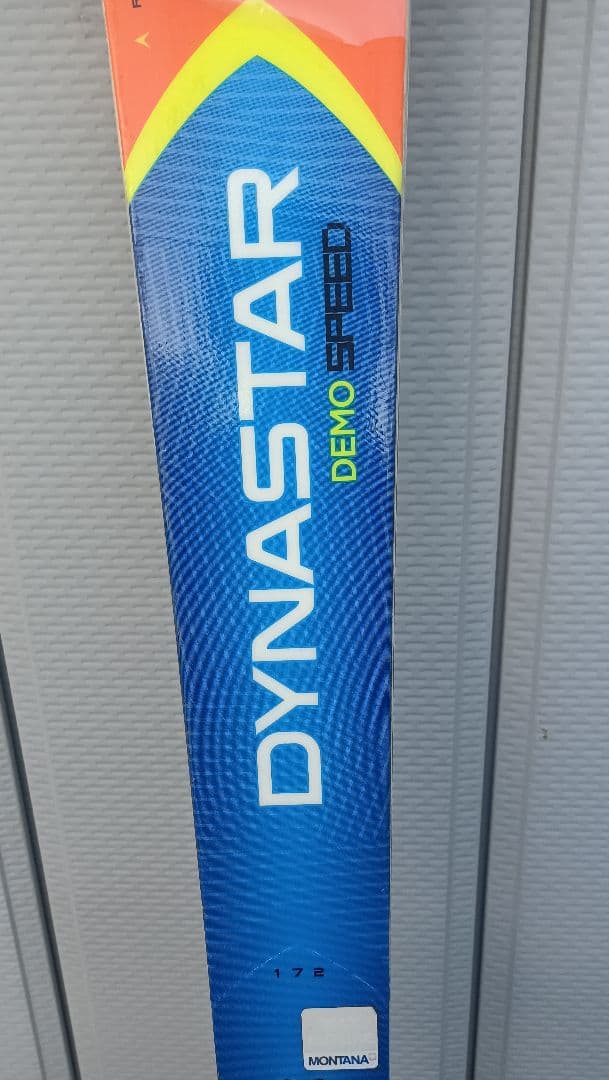 DYNASTAR
DEMO SPEED
172
MONTANA